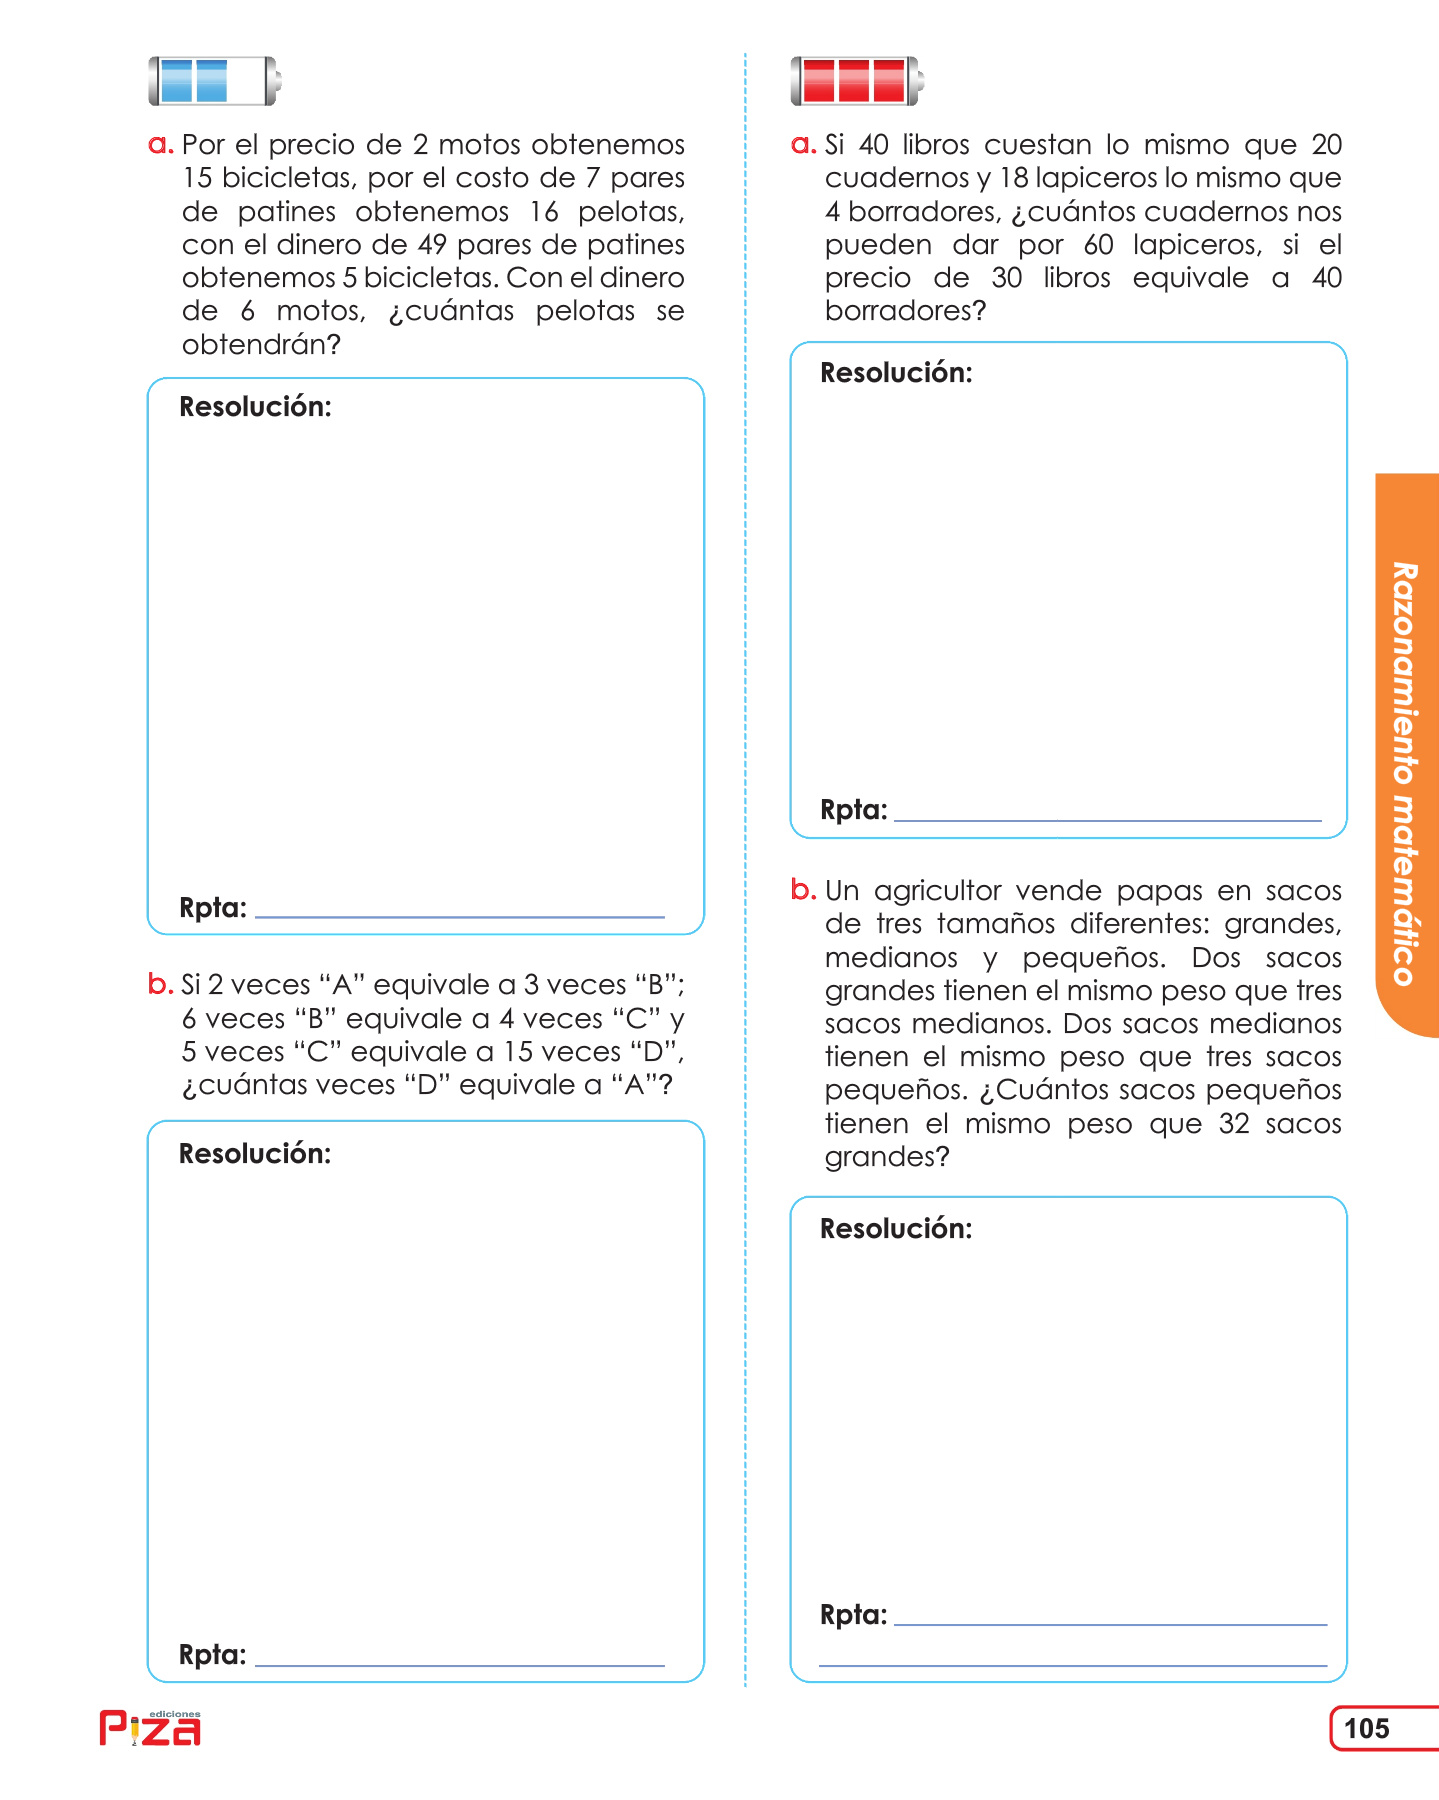 a. Por el precio de 2 motos obtenemos
15 bicicletas, por el costo de 7 pares
de patines obtenemos 16 pelotas,
con el dinero de 49 pares de patines
obtenemos 5 bicicletas. Con el dinero
de 6 motos, ¿cuántas pelotas se
obtendrán?
Resolución:
Rpta:
b. Si 2 veces “A” equivale a 3 veces “B”;
6 veces “B” equivale a 4 veces “C” y
5 veces “C” equivale a 15 veces “D”,
¿cuántas veces “D” equivale a “A”?
Resolución:
Rpta:
a. Si 40 libros cuestan lo mismo que 20
cuadernos y 18 lapiceros lo mismo que
4 borradores, ¿cuántos cuadernos nos
pueden dar por 60 lapiceros, si el
precio de 30 libros equivale a 40
borradores?
Resolución:
Rpta:
b. Un agricultor vende papas en sacos
de tres tamaños diferentes: grandes,
medianos y pequeños. Dos sacos
grandes tienen el mismo peso que tres
sacos medianos. Dos sacos medianos
tienen el mismo peso que tres sacos
pequeños. ¿Cuántos sacos pequeños
tienen el mismo peso que 32 sacos
grandes?
Resolución:
Rpta:
Razonamiento matemático
ediciones
Piza
105